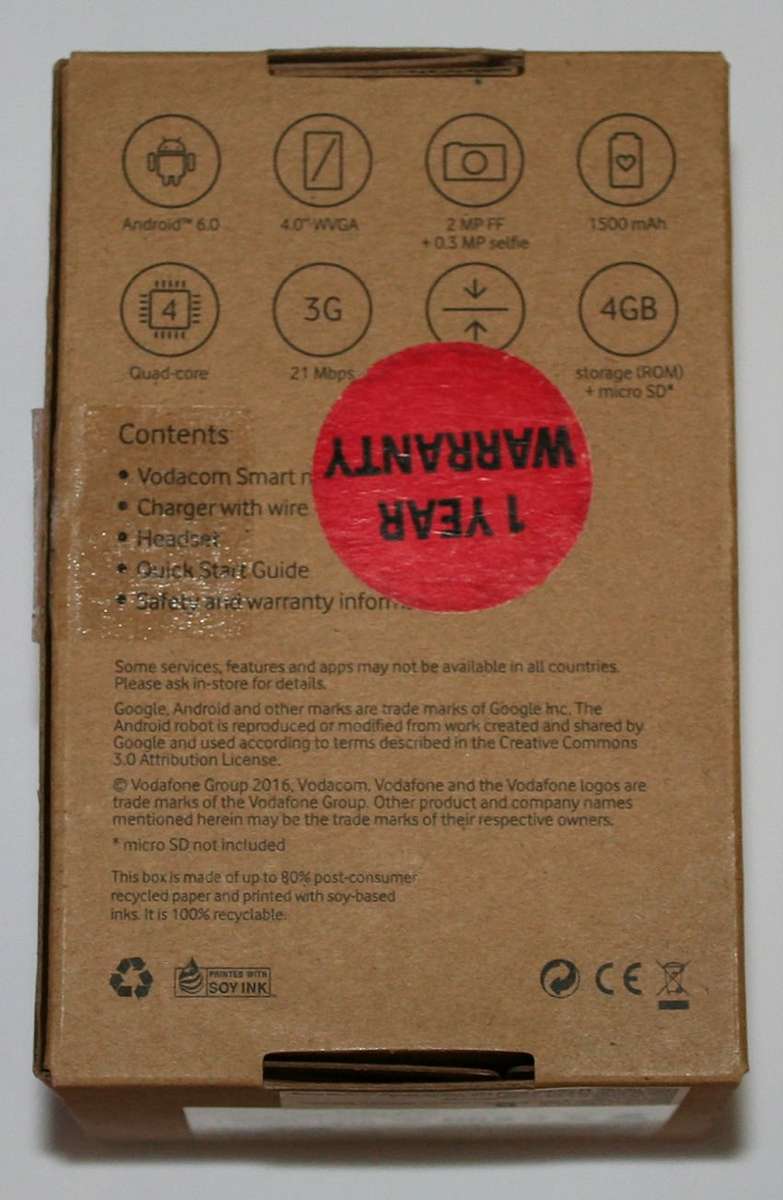 Android™ 6.0
4.0" WVGA
2 MP FF
+ 0.3 MP selfie
1500 mAh
4
3G
4GB
Quad-core
21 Mbps
storage (ROM)
+ micro SD*
1 YEAR
WARRANTY
Contents
• Vodacom Smart
• Charger with wire
• Headset
• Quick Start Guide
• Safety and warranty
Some services, features and apps may not be available in all countries.
Please ask in-store for details.
Google, Android and other marks are trade marks of Google Inc. The
Android robot is reproduced or modified from work created and shared by
Google and used according to terms described in the Creative Commons
3.0 Attribution License.
© Vodafone Group 2016. Vodacom, Vodafone and the Vodafone logos are
trade marks of the Vodafone Group. Other product and company names
mentioned herein may be the trade marks of their respective owners.
* micro SD not included
This box is made of up to 80% post-consumer
recycled paper and printed with soy-based
inks. It is 100% recyclable.
PRINTED WITH
SOY INK
CE